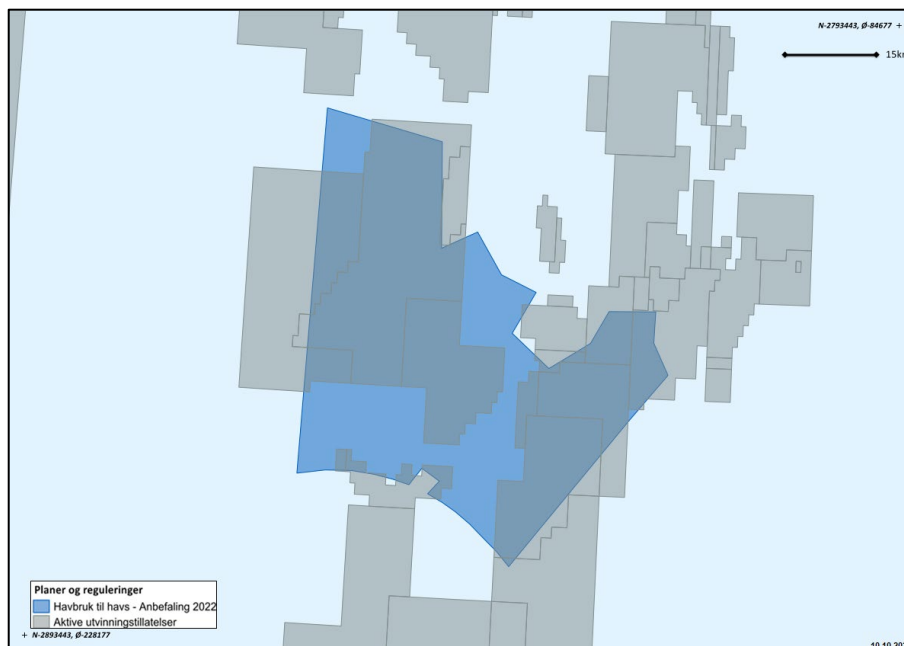 N-2793443, Ø-84677 +
15km
Planer og reguleringer
Havbruk til havs - Anbefaling 2022
Aktive utvinningstillatelser
+ N-2893443, Ø-228177